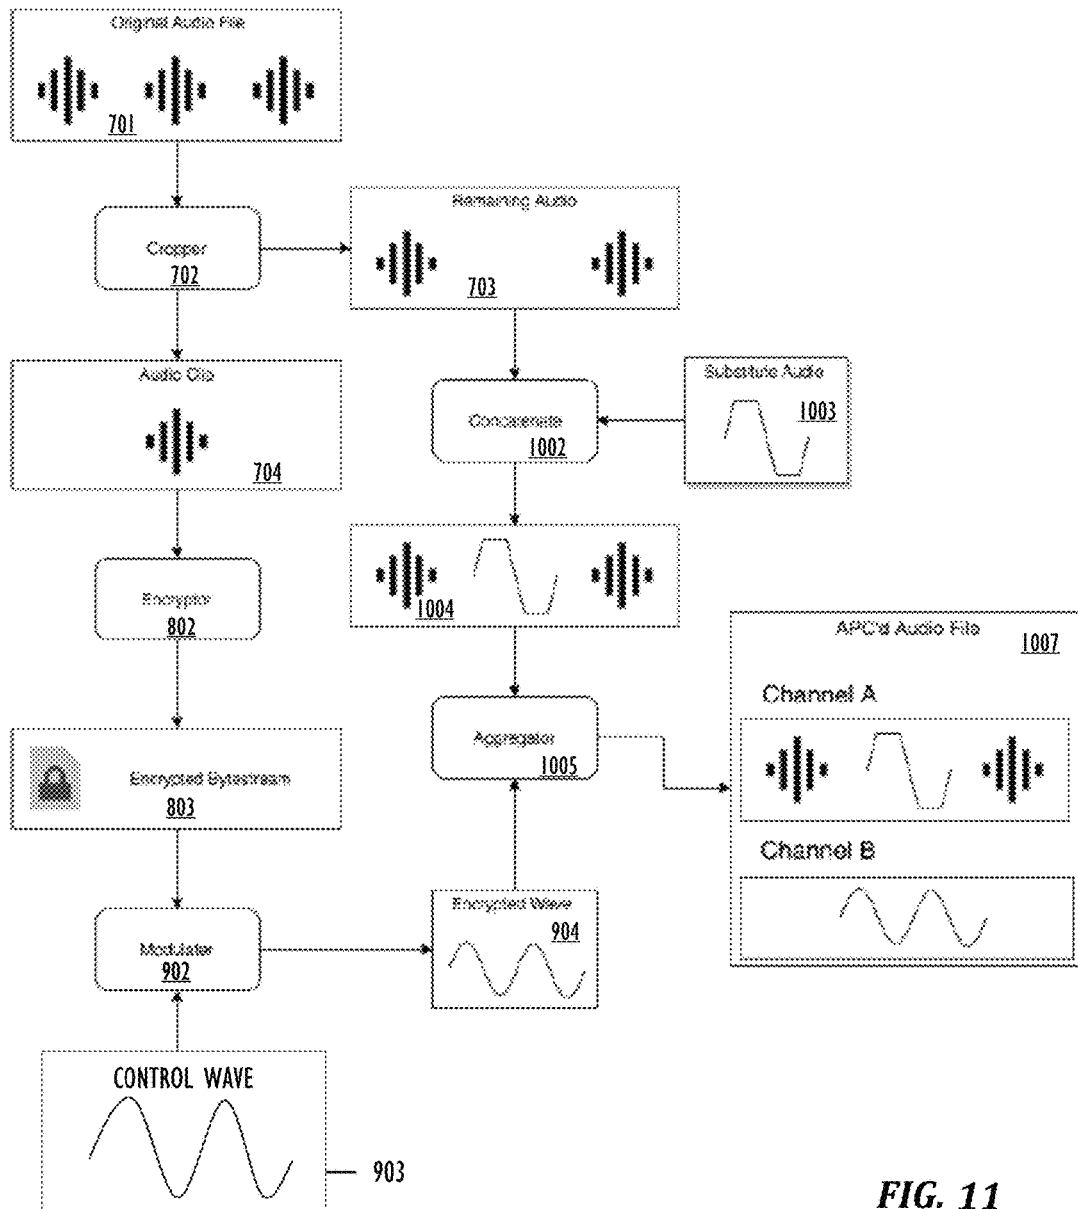 Original Audio File
701
Cropper
702
Remaining Audio
703
Audio Clip
704
Substitute Audio
1003
Concatenate
1002
Encryptor
802
1004
APC'd Audio File
1007
Channel A
Aggregator
1005
Encrypted Bytestream
803
Channel B
Encrypted Wave
904
Modulater
902
CONTROL WAVE
903
FIG. 11